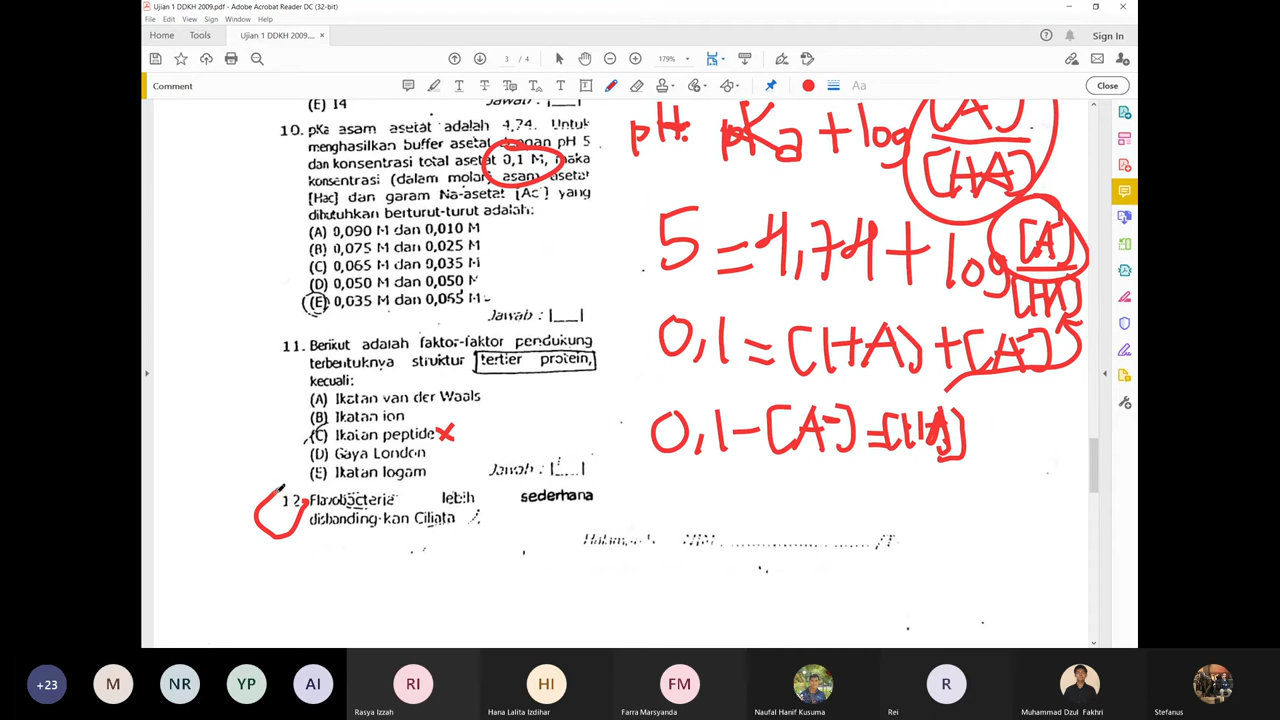 Ujian 1 DDKH 2009.pdf - Adobe Acrobat Reader DC (32-bit)
File Edit View Sign Window Help
Home Tools Ujian 1 DDKH 2009.... × Sign In
3 / 4 179%
Comment Aa Close
(E) 14 Jawab : |___|
10. pKa asam asetat adalah 4,74. Untuk
menghasilkan buffer asetat dengan pH 5
dan konsentrasi total asetat 0,1 M, maka
konsentrasi (dalam molar) asam asetat
[Hac] dan garam Na-asetat [Ac-] yang
dibutuhkan berturut-turut adalah:
(A) 0,090 M dan 0,010 M
(B) 0,075 M dan 0,025 M
(C) 0,065 M dan 0,035 M
(D) 0,050 M dan 0,050 M
(E) 0,035 M dan 0,065 M
Jawab : |___|
11. Berikut adalah faktor-faktor pendukung
terbentuknya struktur tertier protein,
kecuali:
(A) Ikatan van der Waals
(B) Ikatan ion
(C) Ikatan peptide
(D) Gaya London
(E) Ikatan logam Jawab : |___|
12. Flavobacteria lebih sederhana
disbanding-kan Ciliata
pH: pKa + log [A] / [HA]
5 = 4,74 + log [A] / [HA]
0,1 = [HA] + [A-]
0,1 - [A-] = [HA]
+23 M NR YP AI RI HI FM R
Rasya Izzah Hana Lalita Izdihar Farra Marsyanda Naufal Hanif Kusuma Rei Muhammad Dzul Fakhri Stefanus